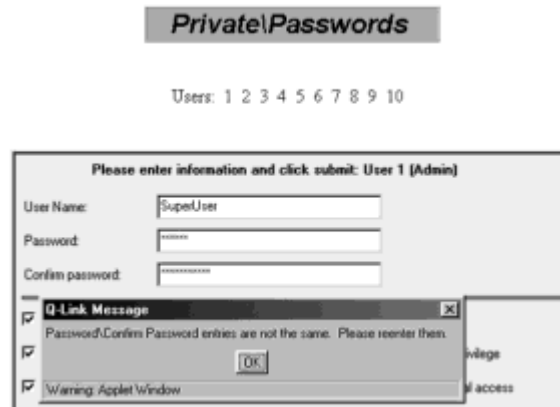 Private\Passwords
Users: 1 2 3 4 5 6 7 8 9 10
Please enter information and click submit: User 1 (Admin)
User Name: SuperUser
Password: ******
Confirm password: ***********
Q-Link Message
Password\Confirm Password entries are not the same. Please reenter them.
OK
ivilege
Warning: Applet Window
al access